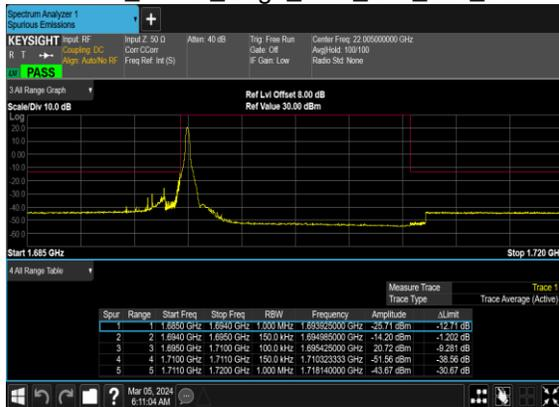 Spectrum Analyzer 1
Spurious Emissions
KEYSIGHT Input: RF Input Z: 50 Ω Atten: 40 dB Trig: Free Run Center Freq: 22.005000000 GHz
R T Coupling: DC Corr CCorr Gate: Off Avg|Hold: 100/100
Align: Auto/No RF Freq Ref: Int (S) IF Gain: Low Radio Std: None
LV PASS
3 All Range Graph Ref Lvl Offset 8.00 dB
Scale/Div 10.0 dB Ref Value 30.00 dBm
Log
20.0
10.0
0.00
-10.0
-20.0
-30.0
-40.0
-50.0
-60.0
Start 1.685 GHz Stop 1.720 GH
4 All Range Table
Measure Trace Trace 1
Trace Type Trace Average (Active)
Spur Range Start Freq Stop Freq RBW Frequency Amplitude ΔLimit
1 1 1.6850 GHz 1.6940 GHz 1.000 MHz 1.693925000 GHz -25.71 dBm -12.71 dB
2 2 1.6940 GHz 1.6950 GHz 150.0 kHz 1.694985000 GHz -14.20 dBm -1.202 dB
3 3 1.6950 GHz 1.7100 GHz 100.0 kHz 1.695425000 GHz 20.72 dBm -9.281 dB
4 4 1.7100 GHz 1.7110 GHz 150.0 kHz 1.710323333 GHz -51.56 dBm -38.56 dB
5 5 1.7110 GHz 1.7200 GHz 1.000 MHz 1.718140000 GHz -43.67 dBm -30.67 dB
Mar 05, 2024
6:11:04 AM